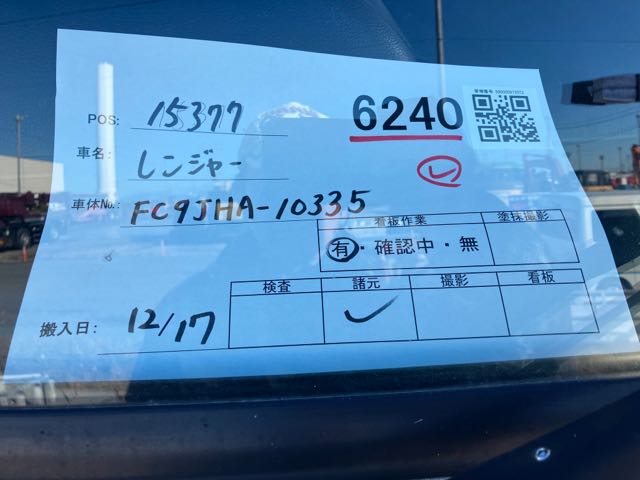 POS: 15377
6240
車名: レンジャー
車体No.: FC9JHA-10335
看板作業 塗抹撮影
有・確認中・無
検査 諸元 撮影 看板
搬入日: 12/17